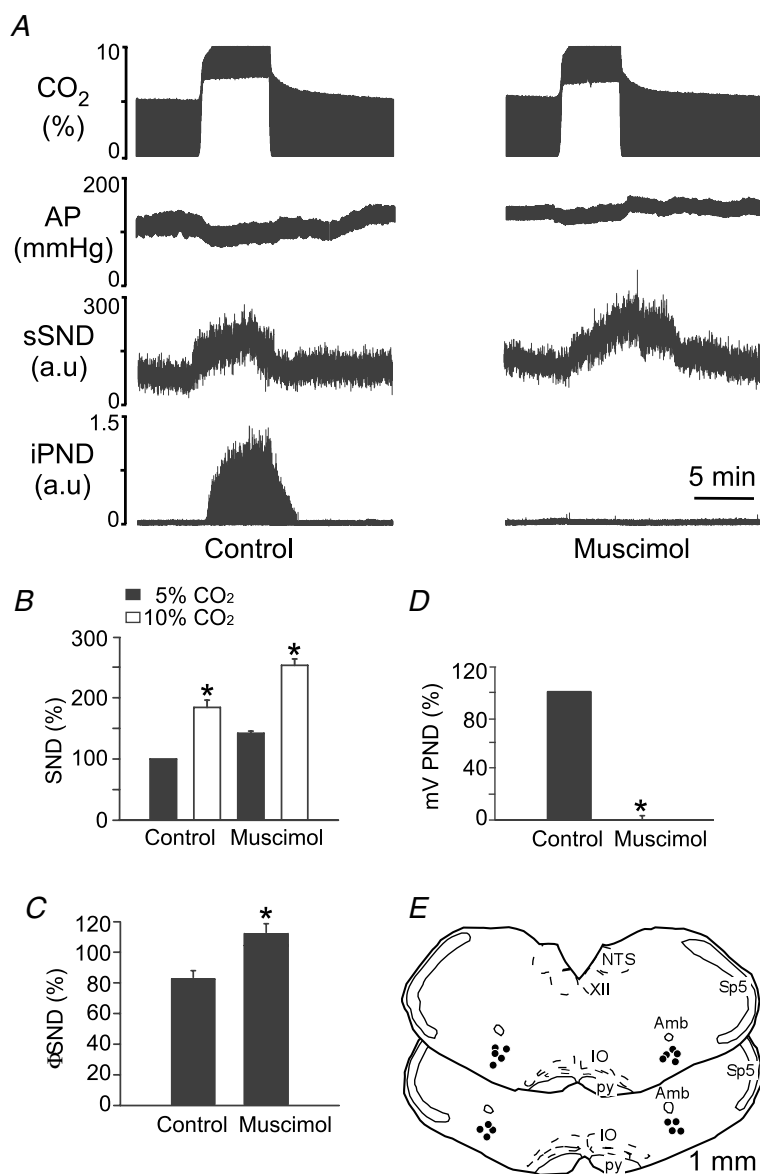 A
CO₂
(%)
10
0
AP
(mmHg)
200
100
0
sSND
(a.u)
300
150
0
iPND
(a.u)
1.5
0
5 min
Control
Muscimol
B
5% CO₂
10% CO₂
SND (%)
300
250
200
100
0
*
*
Control
Muscimol
D
mV PND (%)
120
80
40
0
*
Control
Muscimol
C
ΦSND (%)
120
100
80
60
40
20
0
*
Control
Muscimol
E
NTS
XII
Sp5
Amb
IO
py
Amb
Sp5
IO
py
1 mm